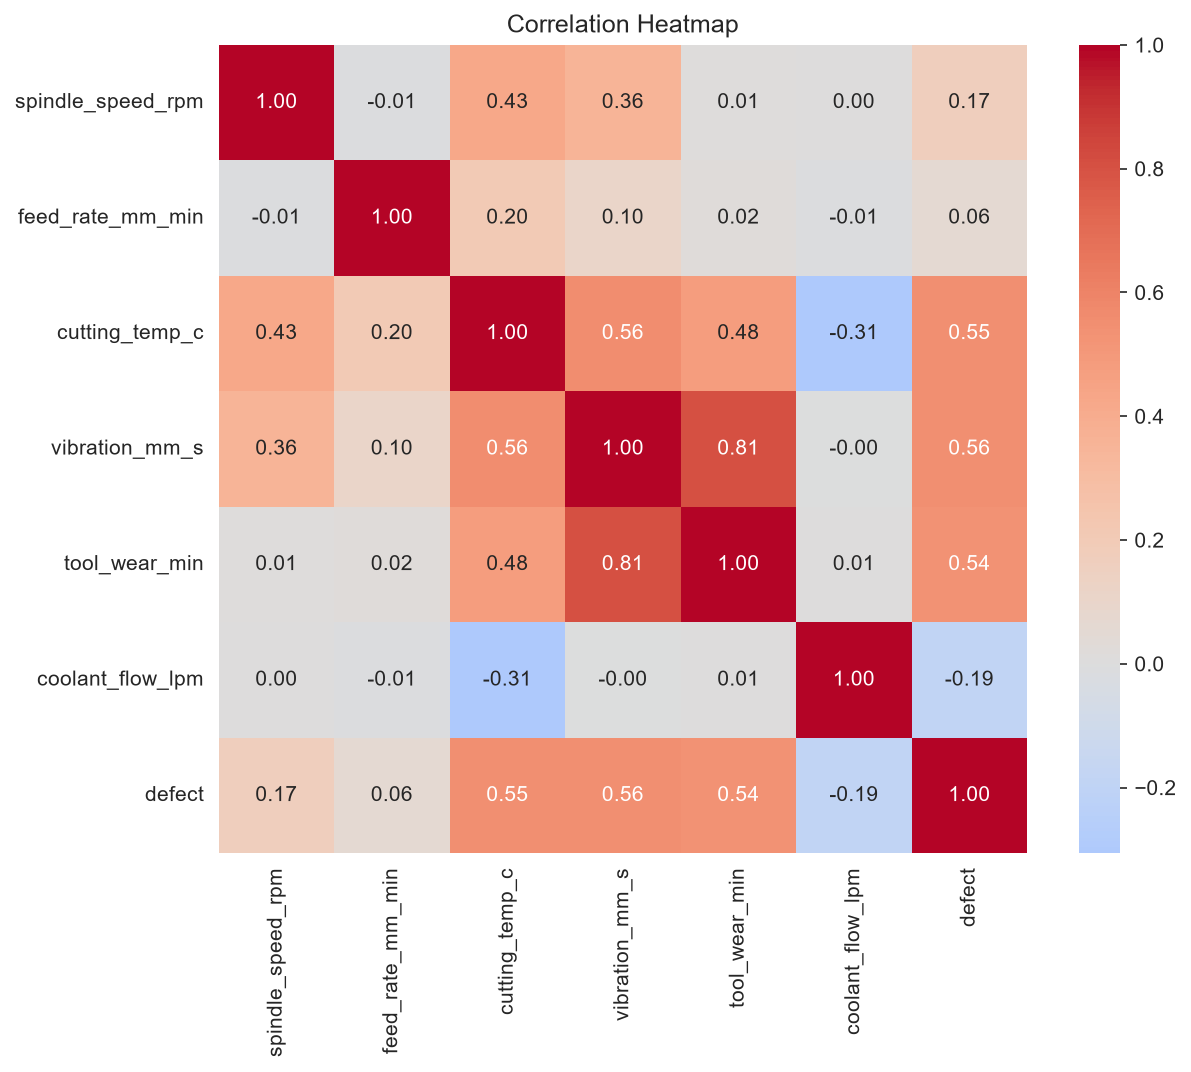 Correlation Heatmap
spindle_speed_rpm 1.00 -0.01 0.43 0.36 0.01 0.00 0.17
feed_rate_mm_min -0.01 1.00 0.20 0.10 0.02 -0.01 0.06
cutting_temp_c 0.43 0.20 1.00 0.56 0.48 -0.31 0.55
vibration_mm_s 0.36 0.10 0.56 1.00 0.81 -0.00 0.56
tool_wear_min 0.01 0.02 0.48 0.81 1.00 0.01 0.54
coolant_flow_lpm 0.00 -0.01 -0.31 -0.00 0.01 1.00 -0.19
defect 0.17 0.06 0.55 0.56 0.54 -0.19 1.00
spindle_speed_rpm
feed_rate_mm_min
cutting_temp_c
vibration_mm_s
tool_wear_min
coolant_flow_lpm
defect
1.0
0.8
0.6
0.4
0.2
0.0
−0.2